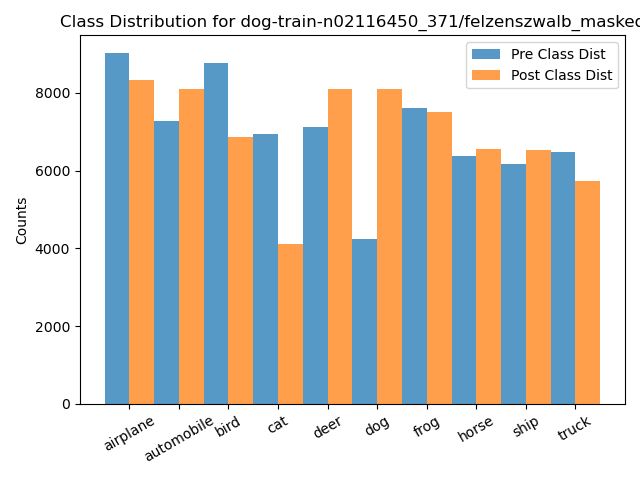 Class Distribution for dog-train-n02116450_371/felzenszwalb_masked
Pre Class Dist
Post Class Dist
Counts
8000
6000
4000
2000
0
airplane
automobile
bird
cat
deer
dog
frog
horse
ship
truck